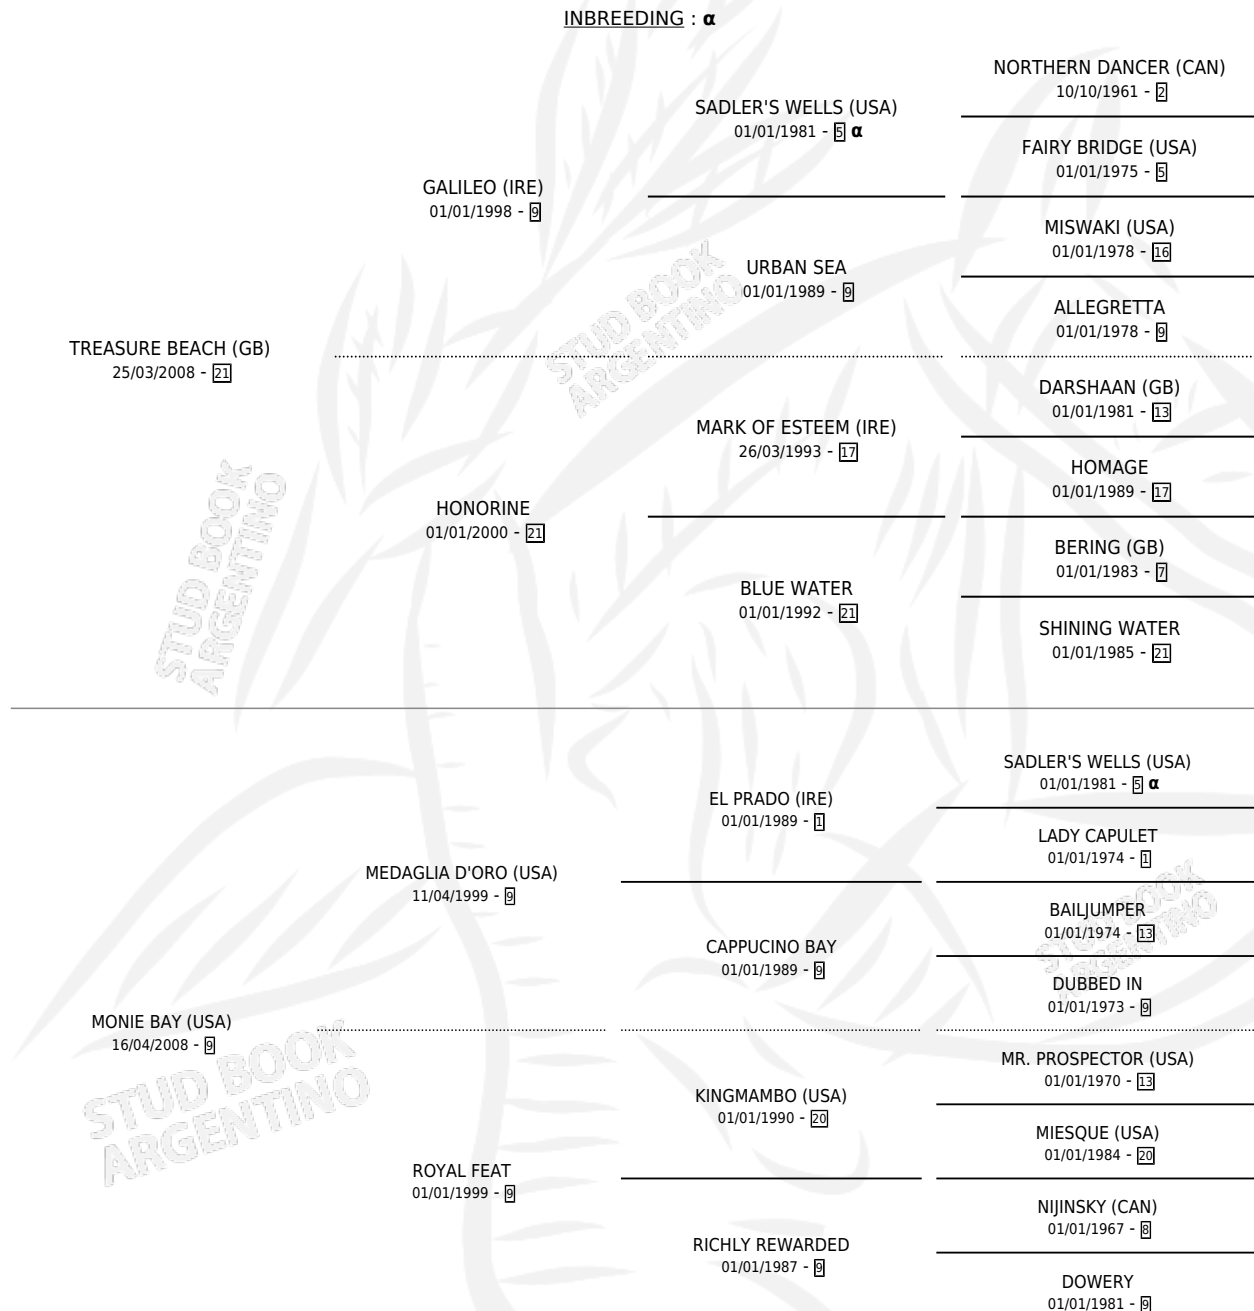 INBREEDING : α
NORTHERN DANCER (CAN)
10/10/1961 - 2
SADLER'S WELLS (USA)
01/01/1981 - 5 α
FAIRY BRIDGE (USA)
01/01/1975 - 5
GALILEO (IRE)
01/01/1998 - 9
MISWAKI (USA)
01/01/1978 - 16
URBAN SEA
01/01/1989 - 9
ALLEGRETTA
01/01/1978 - 9
TREASURE BEACH (GB)
25/03/2008 - 21
DARSHAAN (GB)
01/01/1981 - 13
MARK OF ESTEEM (IRE)
26/03/1993 - 17
HOMAGE
01/01/1989 - 17
HONORINE
01/01/2000 - 21
BERING (GB)
01/01/1983 - 7
BLUE WATER
01/01/1992 - 21
SHINING WATER
01/01/1985 - 21
SADLER'S WELLS (USA)
01/01/1981 - 5 α
EL PRADO (IRE)
01/01/1989 - 1
LADY CAPULET
01/01/1974 - 1
MEDAGLIA D'ORO (USA)
11/04/1999 - 9
BAILJUMPER
01/01/1974 - 13
CAPPUCINO BAY
01/01/1989 - 9
DUBBED IN
01/01/1973 - 9
MONIE BAY (USA)
16/04/2008 - 9
MR. PROSPECTOR (USA)
01/01/1970 - 13
KINGMAMBO (USA)
01/01/1990 - 20
MIESQUE (USA)
01/01/1984 - 20
ROYAL FEAT
01/01/1999 - 9
NIJINSKY (CAN)
01/01/1967 - 8
RICHLY REWARDED
01/01/1987 - 9
DOWERY
01/01/1981 - 9
STUD BOOK
ARGENTINO
STUD BOOK
ARGENTINO
STUD BOOK
ARGENTINO
STUD BOOK
ARGENTINO